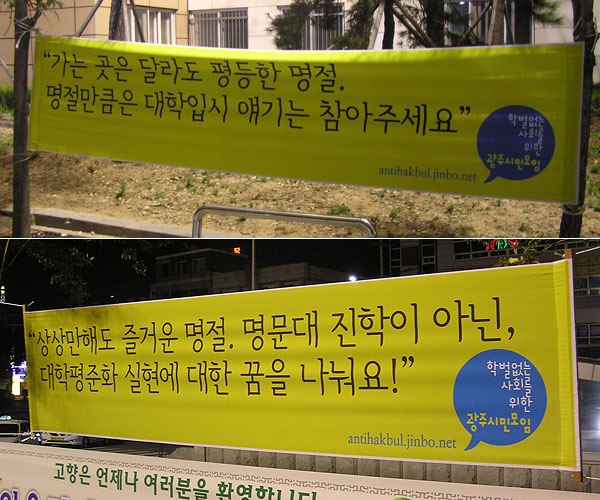 “가는 곳은 달라도 평등한 명절.
명절만큼은 대학입시 얘기는 참아주세요”
학벌없는
사회를
위한
광주시민모임
antihakbul.jinbo.net
“상상만해도 즐거운 명절. 명문대 진학이 아닌,
대학평준화 실현에 대한 꿈을 나눠요!”
학벌없는
사회를
위한
광주시민모임
antihakbul.jinbo.net
고향은 언제나 여러분을 환영합니다